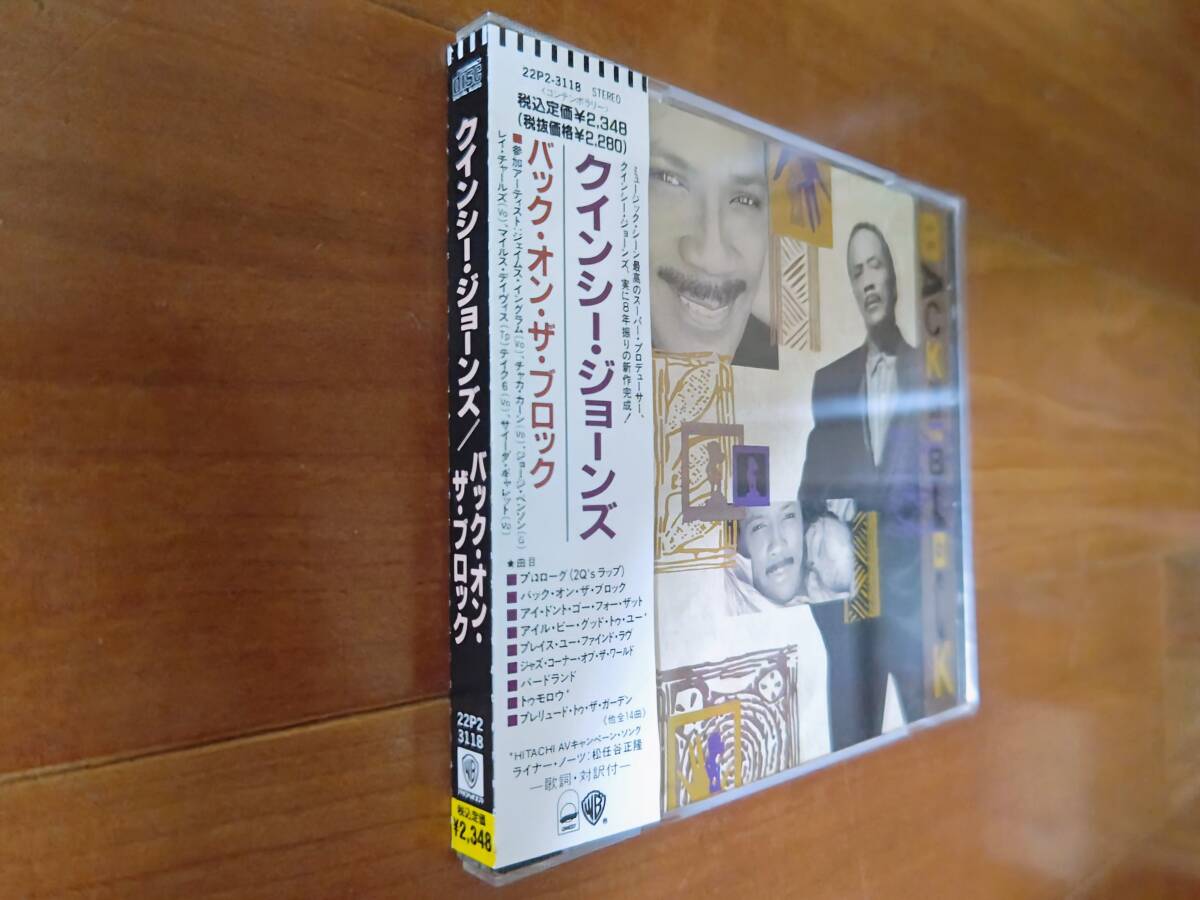 DISC
クインシー・ジョーンズ/バック・オン・ザ・ブロック
22P2
3118
税込定価
¥2,348
22P2-3118 STEREO
〈コンテンポラリー〉
税込定価¥2,348
(税抜価格¥2,280)
ミュージック・シーン最高のスーパー・プロデューサー、
クインシー・ジョーンズ、実に8年振りの新作完成!
クインシー・ジョーンズ
バック・オン・ザ・ブロック
■参加アーティスト:ジェイムス・イングラム(Vo)、チャカ・カーン(Vo)、ジョージ・ベンソン(G)
レイ・チャールズ(Vo)、マイルス・デイヴィス(Tp)、テイク6(Vo)、サイーダ・ギャレット(Vo)
★曲目
■プロローグ(2Q'sラップ)
■バック・オン・ザ・ブロック
■アイ・ドント・ゴー・フォー・ザット
■アイル・ビー・グッド・トゥ・ユー*
■プレイス・ユー・ファインド・ラヴ
■ジャズ・コーナー・オブ・ザ・ワールド
■バードランド
■トゥモロウ*
■プレリュード・トゥ・ザ・ガーデン
《他全14曲》
*HITACHI AVキャンペーン・ソング
ライナー・ノーツ:松任谷正隆
—歌詞・対訳付—
QWEST
WB
BACK
BLOCK